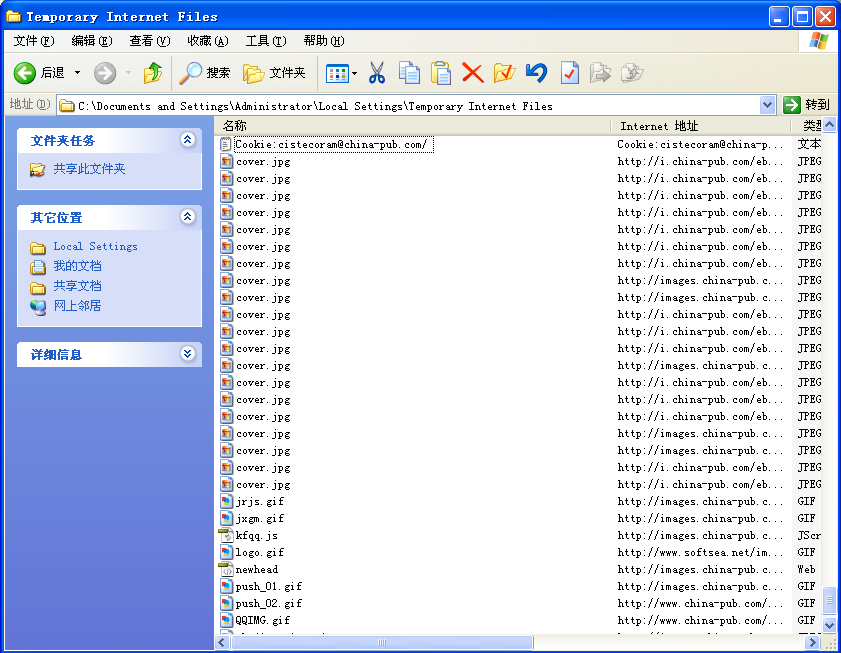 Temporary Internet Files
文件(F) 编辑(E) 查看(V) 收藏(A) 工具(T) 帮助(H)
后退 搜索 文件夹
地址(D) C:\Documents and Settings\Administrator\Local Settings\Temporary Internet Files 转到
文件夹任务
共享此文件夹
其它位置
Local Settings
我的文档
共享文档
网上邻居
详细信息
名称 Internet 地址 类型
Cookie:cistecoram@china-pub.com/ Cookie:cistecoram@china-p... 文本
cover.jpg http://i.china-pub.com/eb... JPEG
cover.jpg http://i.china-pub.com/eb... JPEG
cover.jpg http://i.china-pub.com/eb... JPEG
cover.jpg http://i.china-pub.com/eb... JPEG
cover.jpg http://i.china-pub.com/eb... JPEG
cover.jpg http://i.china-pub.com/eb... JPEG
cover.jpg http://i.china-pub.com/eb... JPEG
cover.jpg http://images.china-pub.c... JPEG
cover.jpg http://images.china-pub.c... JPEG
cover.jpg http://i.china-pub.com/eb... JPEG
cover.jpg http://i.china-pub.com/eb... JPEG
cover.jpg http://i.china-pub.com/eb... JPEG
cover.jpg http://images.china-pub.c... JPEG
cover.jpg http://i.china-pub.com/eb... JPEG
cover.jpg http://i.china-pub.com/eb... JPEG
cover.jpg http://i.china-pub.com/eb... JPEG
cover.jpg http://images.china-pub.c... JPEG
cover.jpg http://images.china-pub.c... JPEG
cover.jpg http://i.china-pub.com/eb... JPEG
cover.jpg http://i.china-pub.com/eb... JPEG
jrjs.gif http://images.china-pub.c... GIF
jxgm.gif http://images.china-pub.c... GIF
kfqq.js http://images.china-pub.c... JScr
logo.gif http://www.softsea.net/im... GIF
newhead http://images.china-pub.c... Web
push_01.gif http://images.china-pub.c... GIF
push_02.gif http://www.china-pub.com/... GIF
QQIMG.gif http://images.china-pub.c... GIF